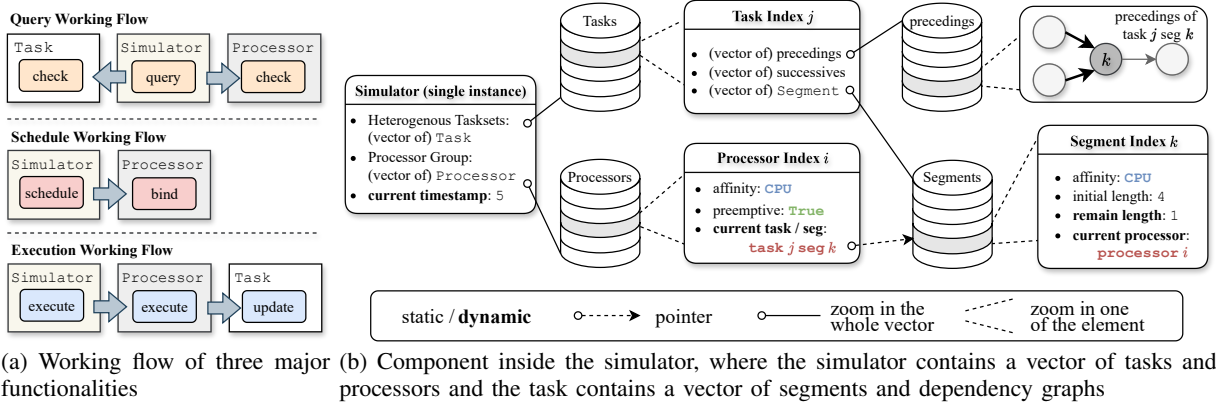 Query Working Flow
Task
check
Simulator
query
Processor
check
Schedule Working Flow
Simulator
schedule
Processor
bind
Execution Working Flow
Simulator
execute
Processor
execute
Task
update
(a) Working flow of three major
functionalities
Simulator (single instance)
• Heterogenous Tasksets:
(vector of) Task
• Processor Group:
(vector of) Processor
• current timestamp: 5
Tasks
Task Index j
• (vector of) precedings
• (vector of) successives
• (vector of) Segment
precedings
precedings of
task j seg k
k
Processors
Processor Index i
• affinity: CPU
• preemptive: True
• current task / seg:
task j seg k
Segments
Segment Index k
• affinity: CPU
• initial length: 4
• remain length: 1
• current processor:
processor i
static / dynamic
pointer
zoom in the
whole vector
zoom in one
of the element
(b) Component inside the simulator, where the simulator contains a vector of tasks and
processors and the task contains a vector of segments and dependency graphs